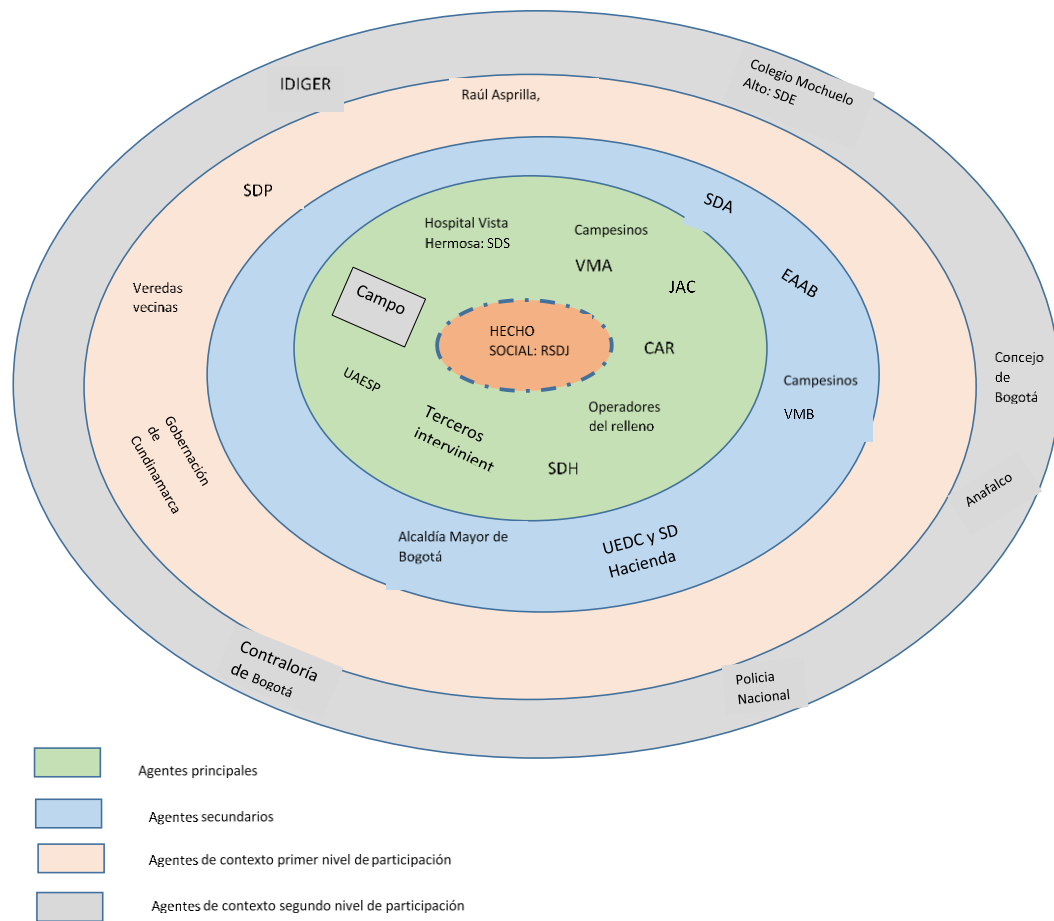 IDIGER
Colegio Mochuelo
Alto: SDE
Raúl Asprilla,
SDP
SDA
Hospital Vista
Hermosa: SDS
Campesinos
VMA
JAC
EAAB
Veredas
vecinas
Campo
HECHO
SOCIAL: RSDJ
CAR
Concejo
de
Bogotá
UAESP
Campesinos
VMB
Terceros
intervinient
Operadores
del relleno
SDH
Gobernación
de
Cundinamarca
Anafalco
Alcaldía Mayor de
Bogotá
UEDC y SD
Hacienda
Contraloría
de Bogotá
Policia
Nacional
Agentes principales
Agentes secundarios
Agentes de contexto primer nivel de participación
Agentes de contexto segundo nivel de participación